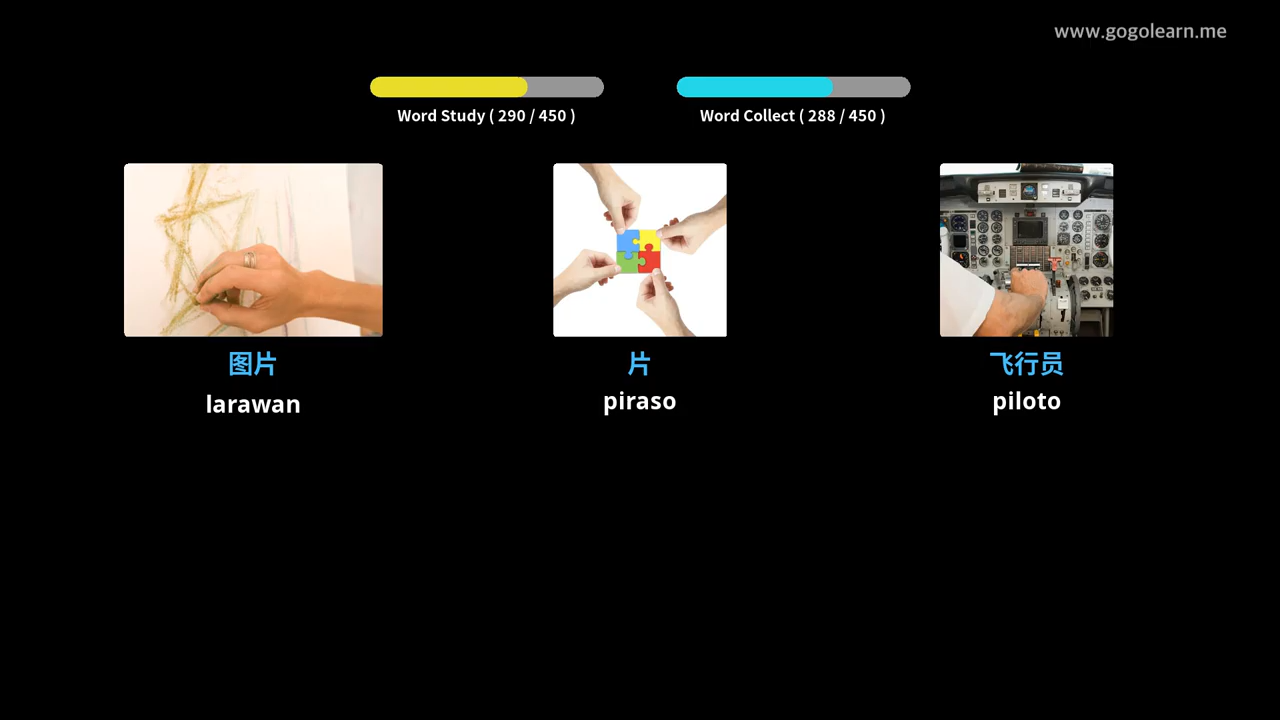 www.gogolearn.me
Word Study ( 290 / 450 )
Word Collect ( 288 / 450 )
图片
larawan
片
piraso
飞行员
piloto